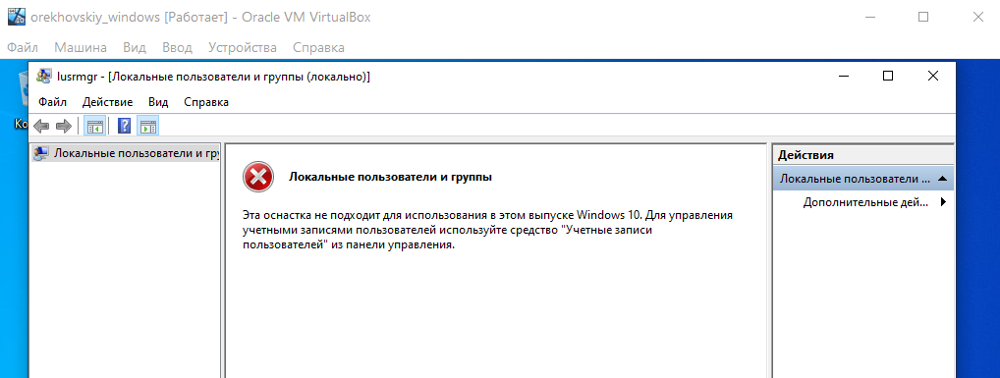 orekhovskiy_windows [Работает] - Oracle VM VirtualBox
Файл Машина Вид Ввод Устройства Справка
lusrmgr - [Локальные пользователи и группы (локально)]
Файл Действие Вид Справка
Локальные пользователи и гру
Локальные пользователи и группы
Эта оснастка не подходит для использования в этом выпуске Windows 10. Для управления
учетными записями пользователей используйте средство "Учетные записи
пользователей" из панели управления.
Действия
Локальные пользователи ...
Дополнительные дей...